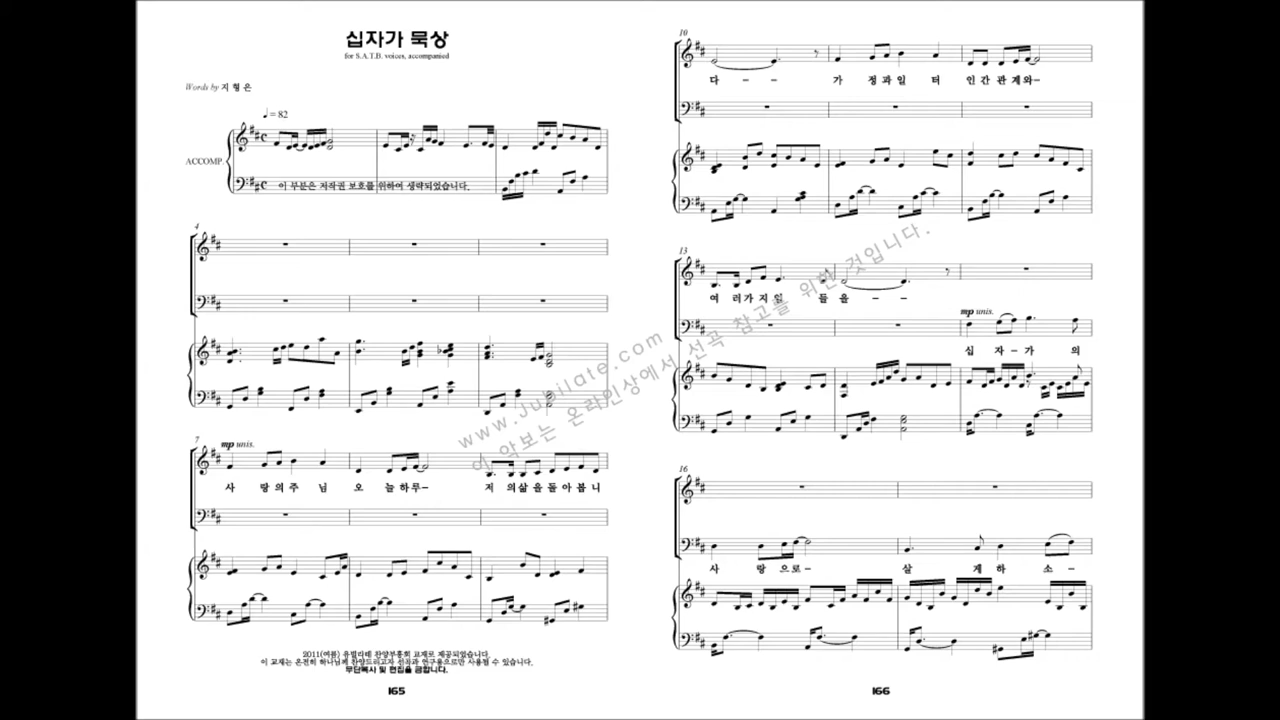 십자가 묵상
for S.A.T.B. voices, accompanied
Words by 지 형 은
♩= 82
ACCOMP.
이 부분은 저작권 보호를 위하여 생략되었습니다.
4
7
mp unis.
사 랑 의 주 님 오 늘 하 루- 저 의 삶 을 돌 아 봅 니
2011(여름) 유빌라테 찬양부흥회 교재로 제공되었습니다.
이 교재는 온전히 하나님께 찬양드리고자 선곡과 연구용으로만 사용될 수 있습니다.
무단복사 및 편집을 금합니다.
165
10
다 - - 가 정 과 일 터 인 간 관 계 와-
13
여 러 가 지 일 들 을 - -
mp unis.
십 자 - 가 의
16
사 랑 으 로 - 살 게 하 소 -
166
www.Jubilate.com
이 악보는 온라인상에서 선곡 참고를 위한 것입니다.